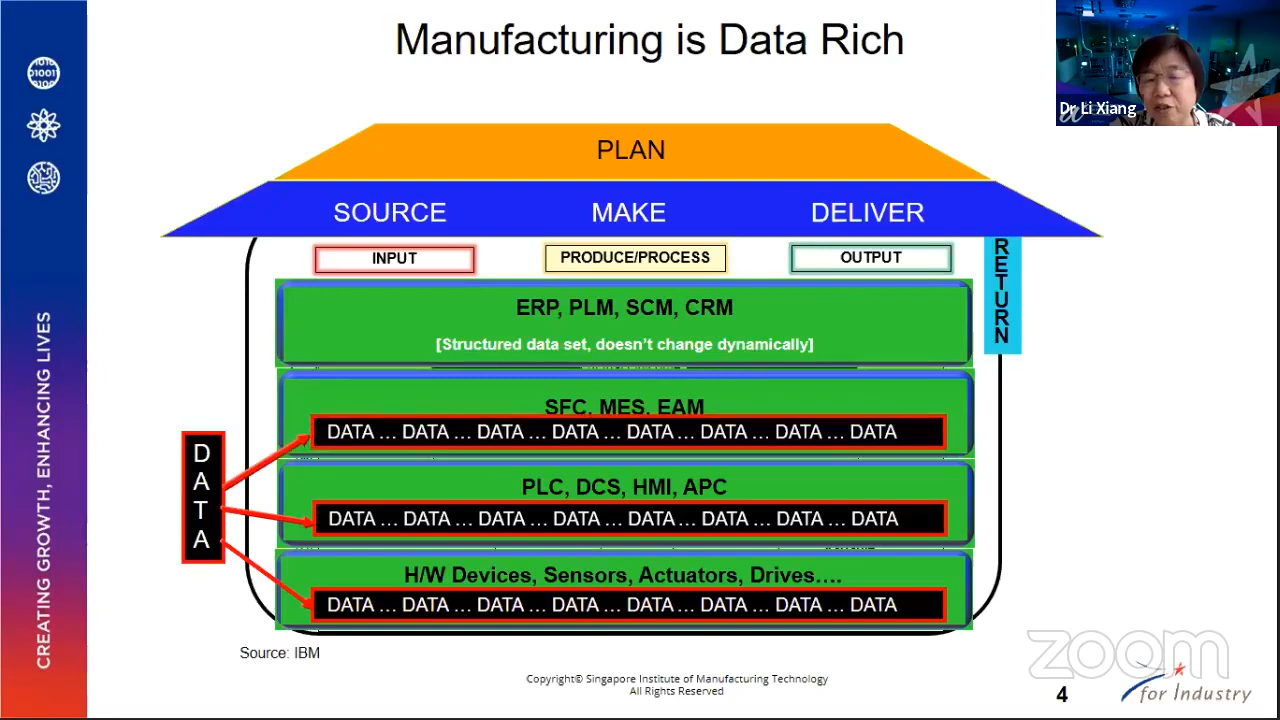 Manufacturing is Data Rich
Dr Li Xiang
PLAN
SOURCE MAKE DELIVER
INPUT PRODUCE/PROCESS OUTPUT
RETURN
ERP, PLM, SCM, CRM
[Structured data set, doesn't change dynamically]
SFC, MES, EAM
DATA ... DATA ... DATA ... DATA ... DATA ... DATA ... DATA ... DATA
DATA
PLC, DCS, HMI, APC
DATA ... DATA ... DATA ... DATA ... DATA ... DATA ... DATA ... DATA
H/W Devices, Sensors, Actuators, Drives....
DATA ... DATA ... DATA ... DATA ... DATA ... DATA ... DATA ... DATA
CREATING GROWTH, ENHANCING LIVES
Source: IBM
Copyright© Singapore Institute of Manufacturing Technology
All Rights Reserved
4
zoom
for Industry